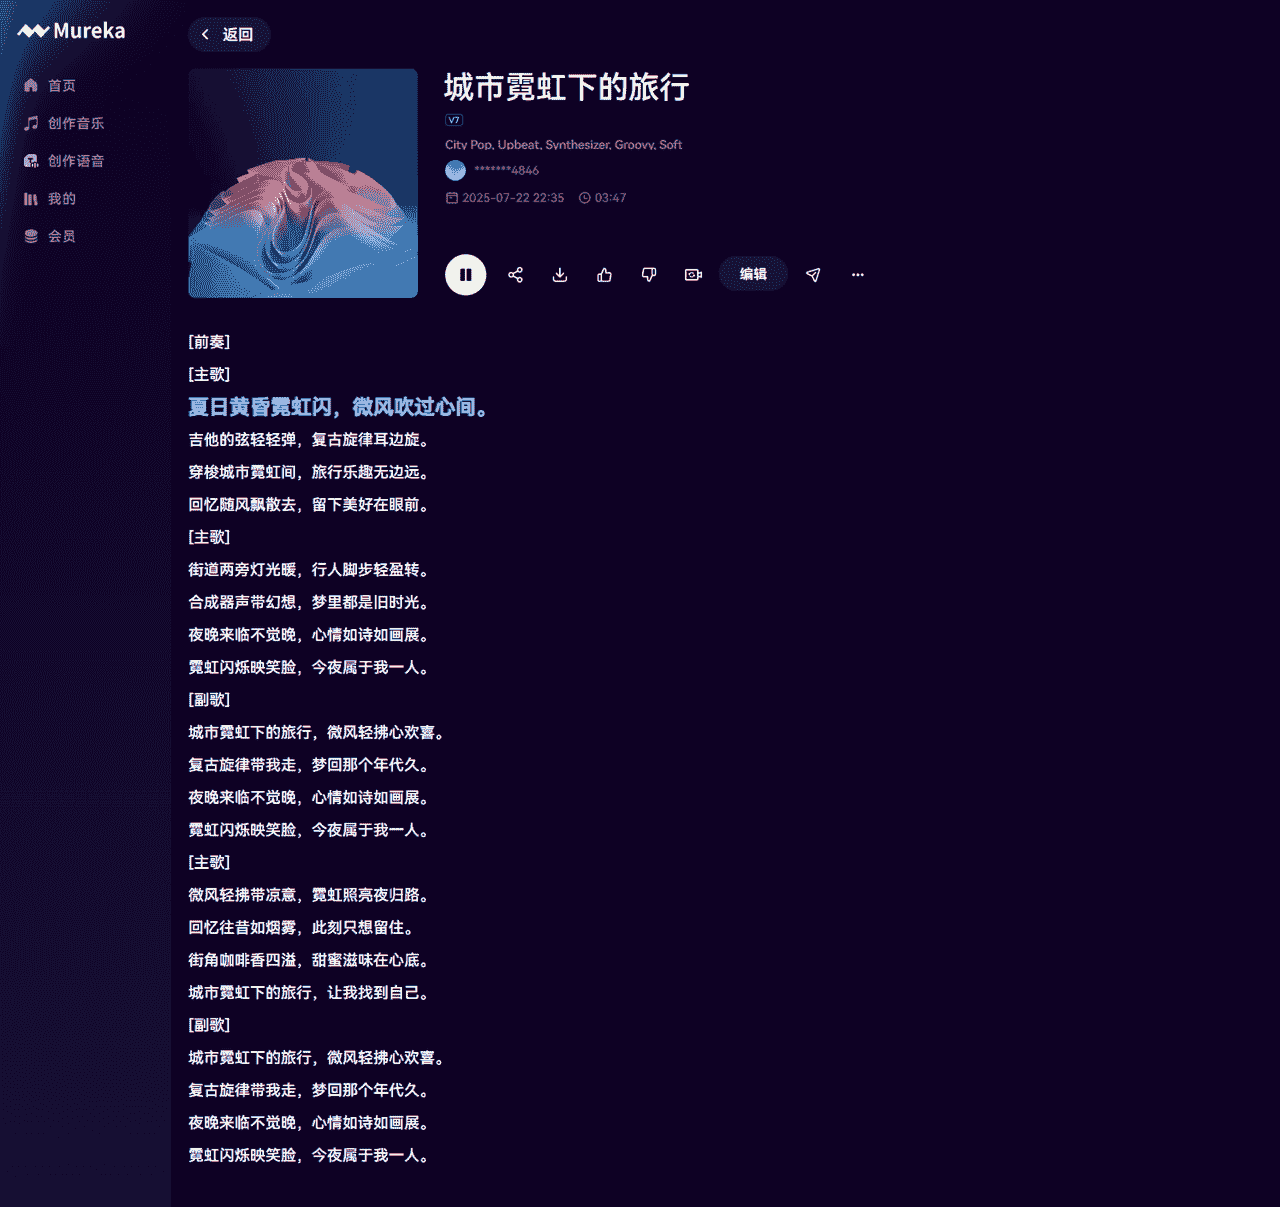 Mureka
首页
创作音乐
创作语音
我的
会员
返回
城市霓虹下的旅行
V7
City Pop, Upbeat, Synthesizer, Groovy, Soft
*******4846
2025-07-22 22:35 03:47
编辑
[前奏]
[主歌]
夏日黄昏霓虹闪，微风吹过心间。
吉他的弦轻轻弹，复古旋律耳边旋。
穿梭城市霓虹间，旅行乐趣无边远。
回忆随风飘散去，留下美好在眼前。
[主歌]
街道两旁灯光暖，行人脚步轻盈转。
合成器声带幻想，梦里都是旧时光。
夜晚来临不觉晚，心情如诗如画展。
霓虹闪烁映笑脸，今夜属于我一人。
[副歌]
城市霓虹下的旅行，微风轻拂心欢喜。
复古旋律带我走，梦回那个年代久。
夜晚来临不觉晚，心情如诗如画展。
霓虹闪烁映笑脸，今夜属于我一人。
[主歌]
微风轻拂带凉意，霓虹照亮夜归路。
回忆往昔如烟雾，此刻只想留住。
街角咖啡香四溢，甜蜜滋味在心底。
城市霓虹下的旅行，让我找到自己。
[副歌]
城市霓虹下的旅行，微风轻拂心欢喜。
复古旋律带我走，梦回那个年代久。
夜晚来临不觉晚，心情如诗如画展。
霓虹闪烁映笑脸，今夜属于我一人。